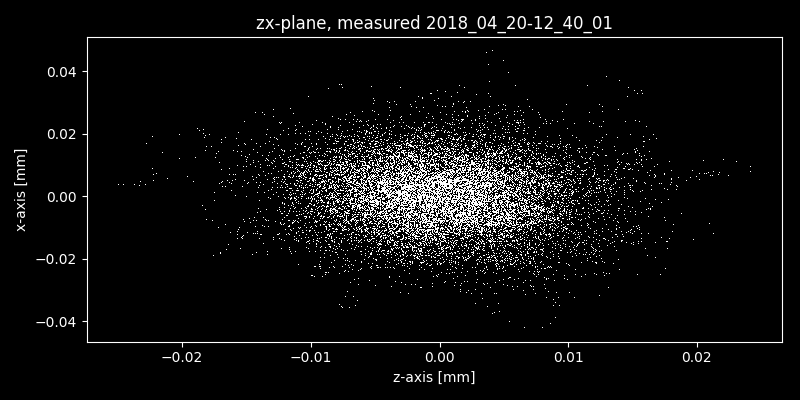 zx-plane, measured 2018_04_20-12_40_01
0.04
0.02
0.00
−0.02
−0.04
x-axis [mm]
−0.02 −0.01 0.00 0.01 0.02
z-axis [mm]